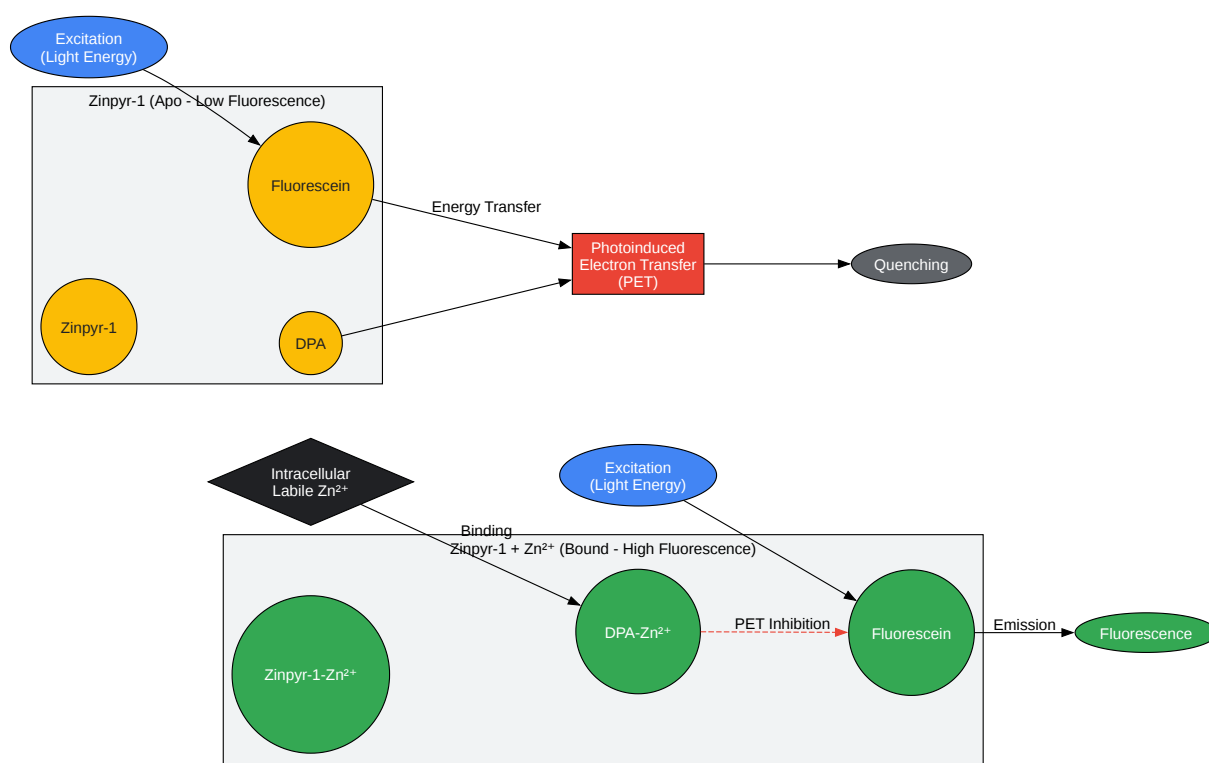 Excitation
(Light Energy)
Zinpyr-1 (Apo - Low Fluorescence)
Fluorescein
Energy Transfer
Photoinduced
Electron Transfer
(PET)
Quenching
Zinpyr-1
DPA
Intracellular
Labile Zn²⁺
Excitation
(Light Energy)
Binding
Zinpyr-1 + Zn²⁺ (Bound - High Fluorescence)
DPA-Zn²⁺
PET Inhibition
Fluorescein
Emission
Fluorescence
Zinpyr-1-Zn²⁺